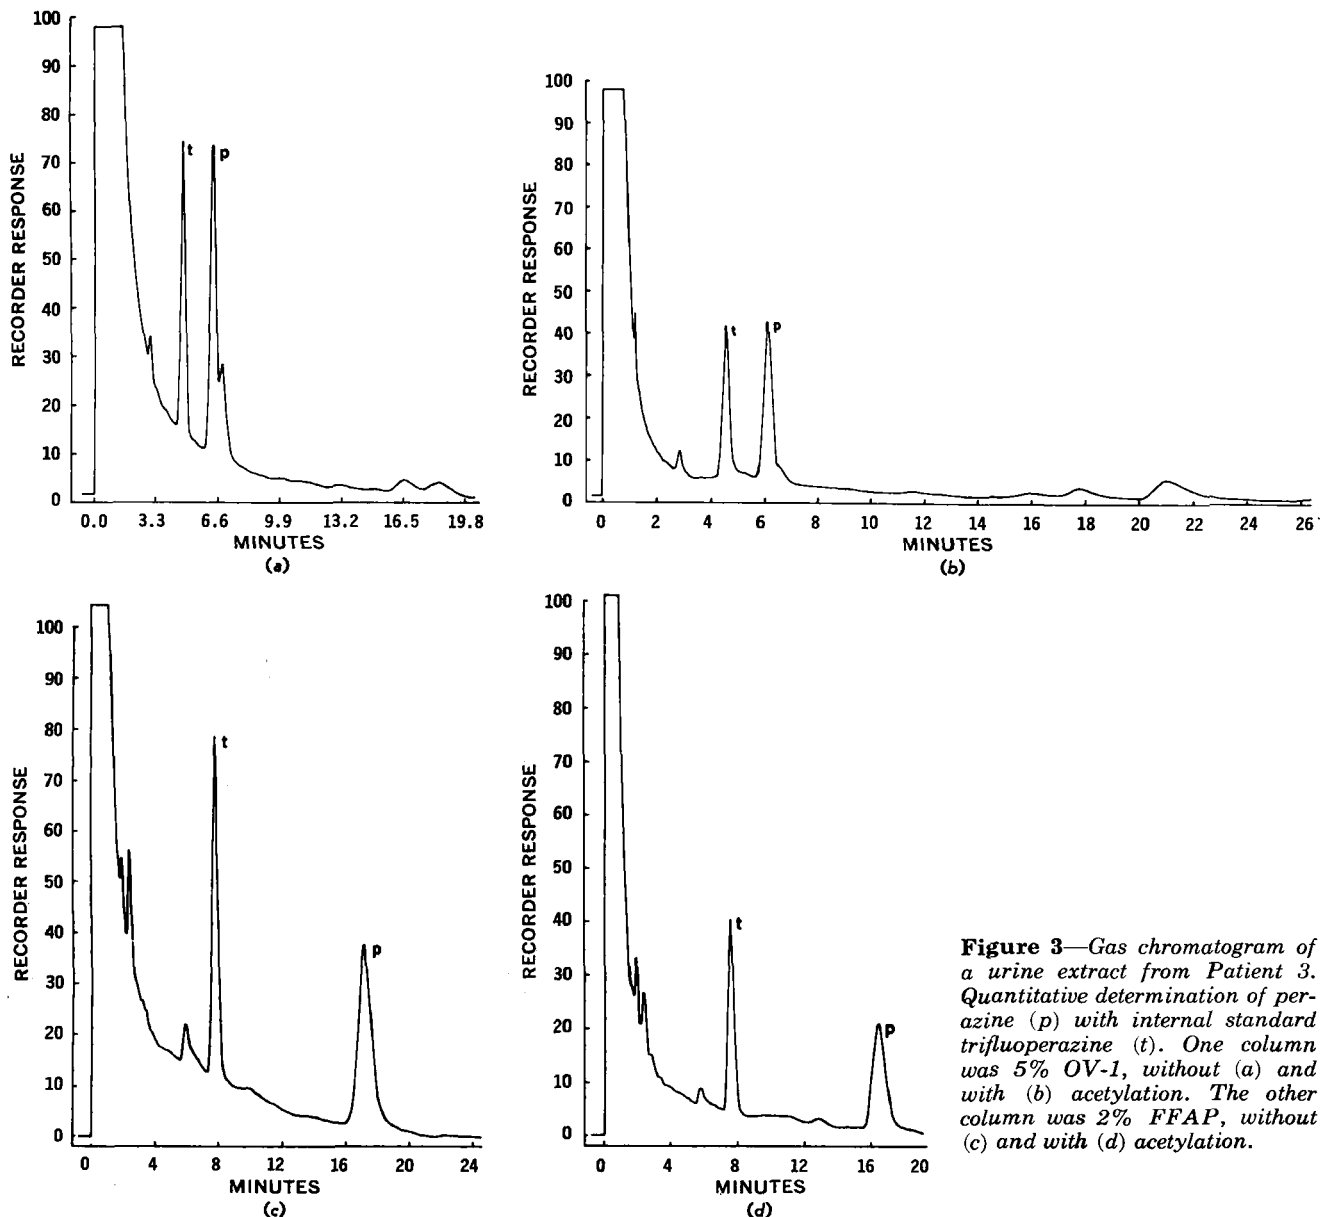 100
90
80
70
60
50
40
30
20
10
0
RECORDER RESPONSE
t
p
0.0 3.3 6.6 9.9 13.2 16.5 19.8
MINUTES
(a)
100
90
80
70
60
50
40
30
20
10
0
RECORDER RESPONSE
t
p
0 2 4 6 8 10 12 14 16 18 20 22 24 26
MINUTES
(b)
100
90
80
70
60
50
40
30
20
10
0
RECORDER RESPONSE
t
p
0 4 8 12 16 20 24
MINUTES
(c)
100
90
80
70
60
50
40
30
20
10
0
RECORDER RESPONSE
t
p
0 4 8 12 16 20
MINUTES
(d)
Figure 3—Gas chromatogram of
a urine extract from Patient 3.
Quantitative determination of per-
azine (p) with internal standard
trifluoperazine (t). One column
was 5% OV-1, without (a) and
with (b) acetylation. The other
column was 2% FFAP, without
(c) and with (d) acetylation.